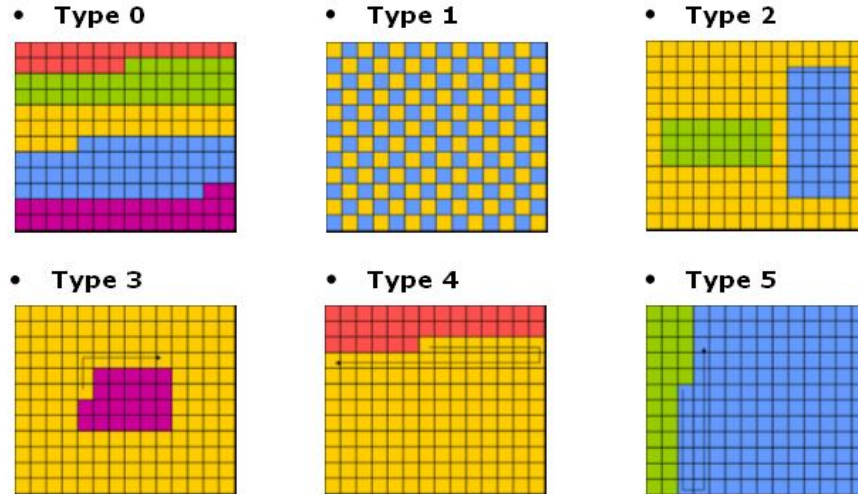 • Type 0
• Type 1
• Type 2
• Type 3
• Type 4
• Type 5